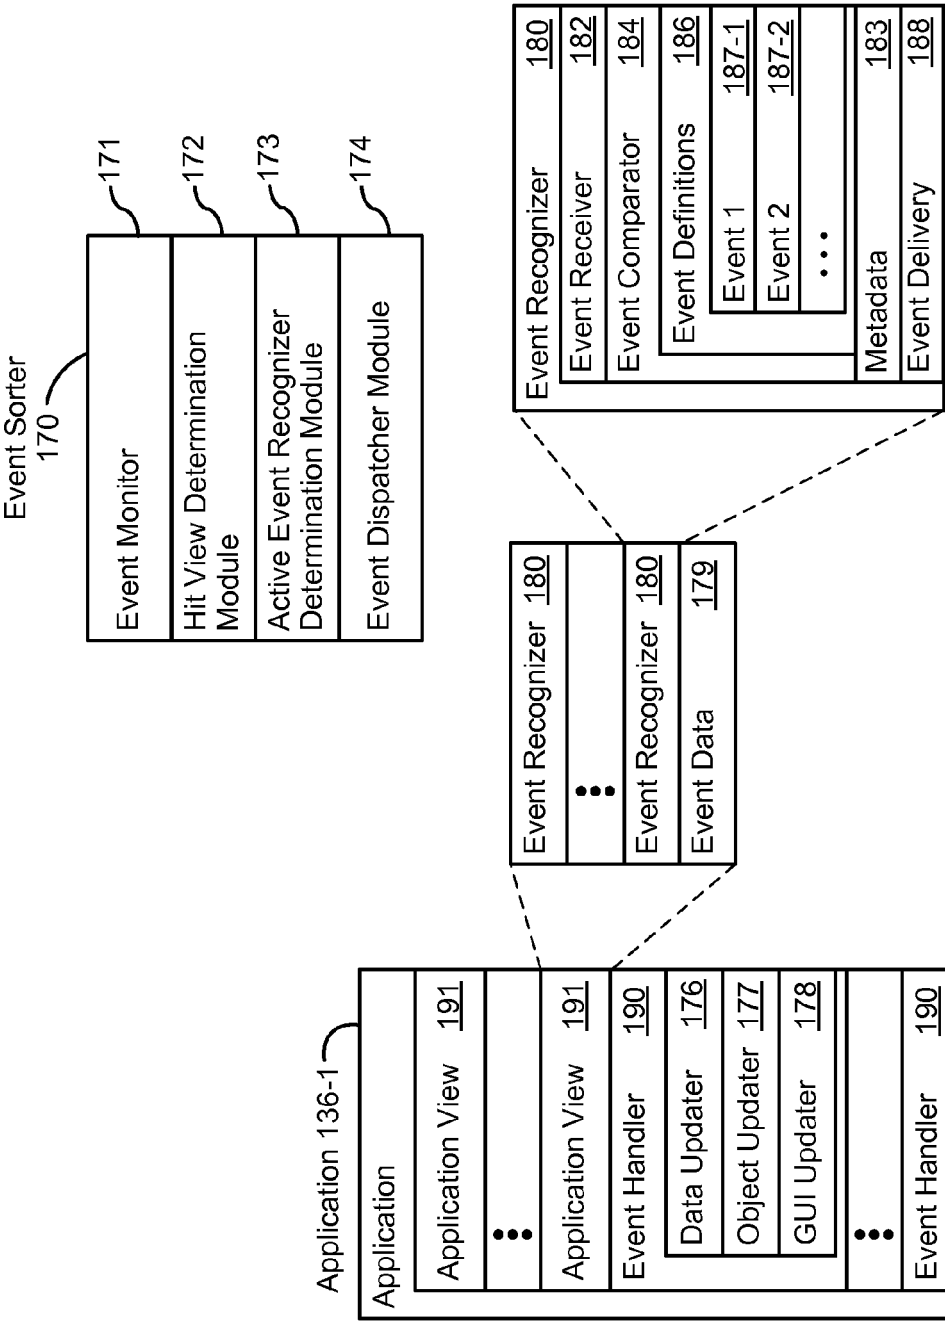 Event Sorter
170
Event Monitor
171
Hit View Determination
Module
172
Active Event Recognizer
Determination Module
173
Event Dispatcher Module
174
Application 136-1
Application
Application View 191
Application View 191
Event Handler 190
Data Updater 176
Object Updater 177
GUI Updater 178
Event Handler 190
Event Recognizer 180
Event Recognizer 180
Event Data 179
Event Recognizer 180
Event Receiver 182
Event Comparator 184
Event Definitions 186
Event 1 187-1
Event 2 187-2
Metadata 183
Event Delivery 188